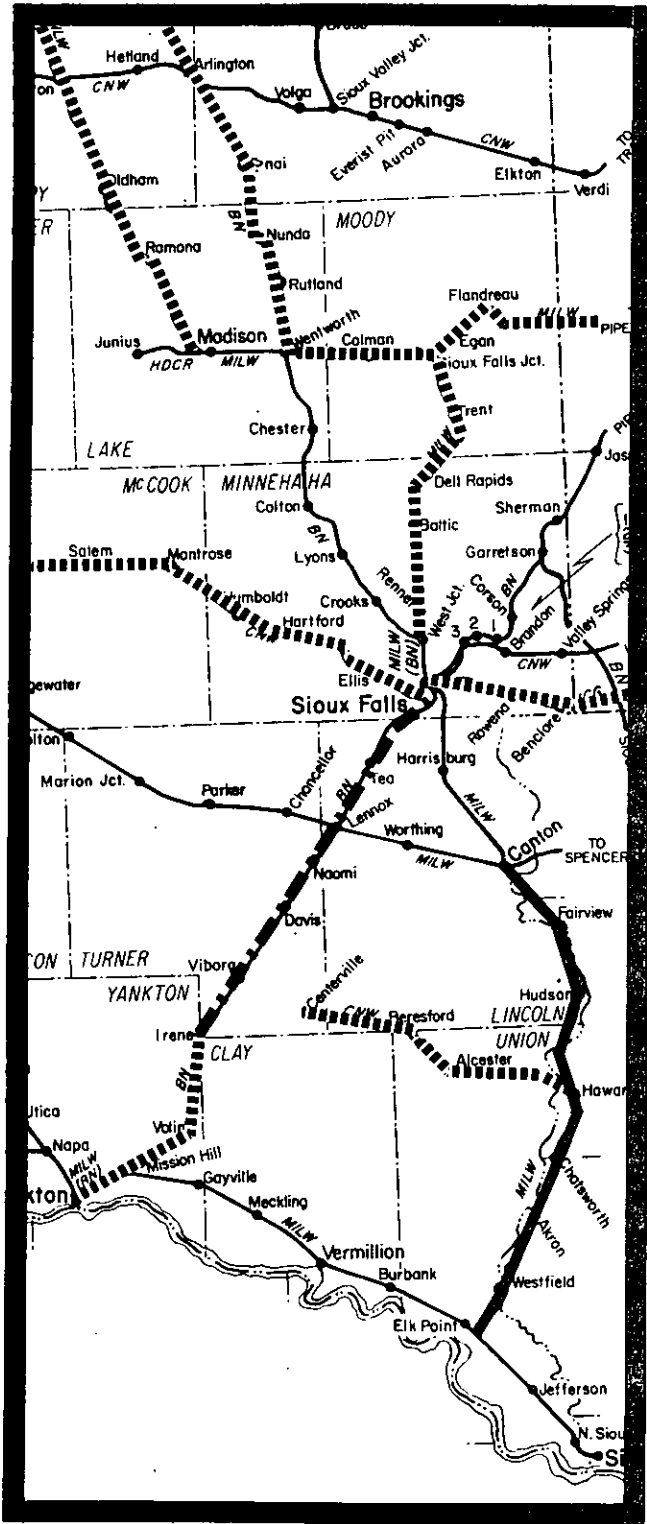 MILW
Hetland
Arlington
Sioux Valley Jct.
CNW
Volga
Brookings
Everist Pit
Aurora
CNW
Elkton
Verdi
TO
Oldham
BN
Nunda
MOODY
Ramona
Rutland
Flandreau
MILW
Junius
Madison
Wentworth
Colman
Egan
HDCR
MILW
Sioux Falls Jct.
Trent
Chester
MILW
LAKE
McCOOK
MINNEHAHA
Dell Rapids
Colton
Baltic
Sherman
BN
Salem
Montrose
Lyons
Garretson
Renner
Humboldt
Crooks
West Jct.
Corson
BN
CNW
Hartford
MILW
(BN)
3
2
1
Brandon
Valley Spring
CNW
Ellis
BN
Sioux Falls
Rowena
Benclare
Harrisburg
Tea
Marion Jct.
Parker
Chancellor
BN
Lennox
MILW
Worthing
MILW
Canton
TO
SPENCER
Naomi
Davis
Fairview
TURNER
Viborg
YANKTON
Centerville
CNW
Beresford
Hudson
LINCOLN
UNION
Irene
CLAY
Alcester
BN
Volin
Utica
Napa
MILW
(BN)
Mission Hill
Gayville
Meckling
MILW
MILW
Chatsworth
Akron
Vermillion
Burbank
Westfield
Elk Point
Jefferson